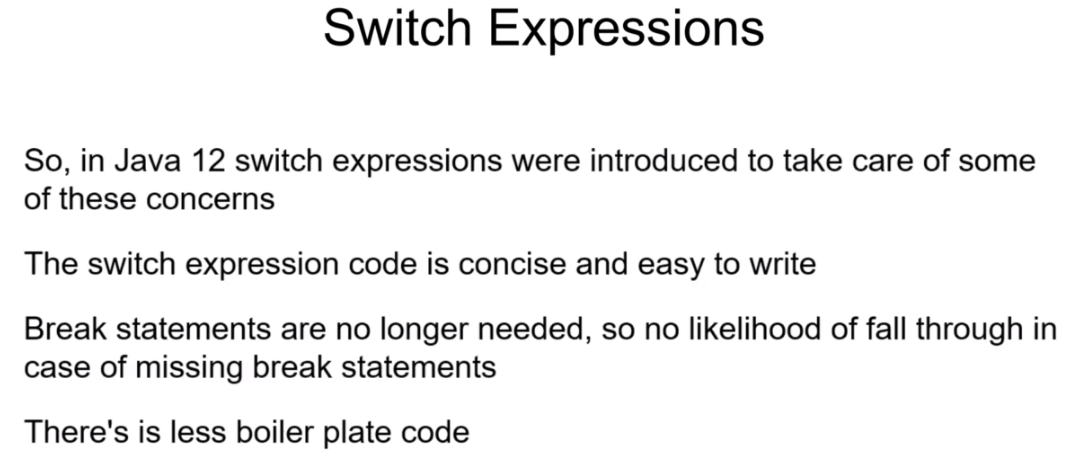 Switch Expressions
So, in Java 12 switch expressions were introduced to take care of some
of these concerns
The switch expression code is concise and easy to write
Break statements are no longer needed, so no likelihood of fall through in
case of missing break statements
There's is less boiler plate code